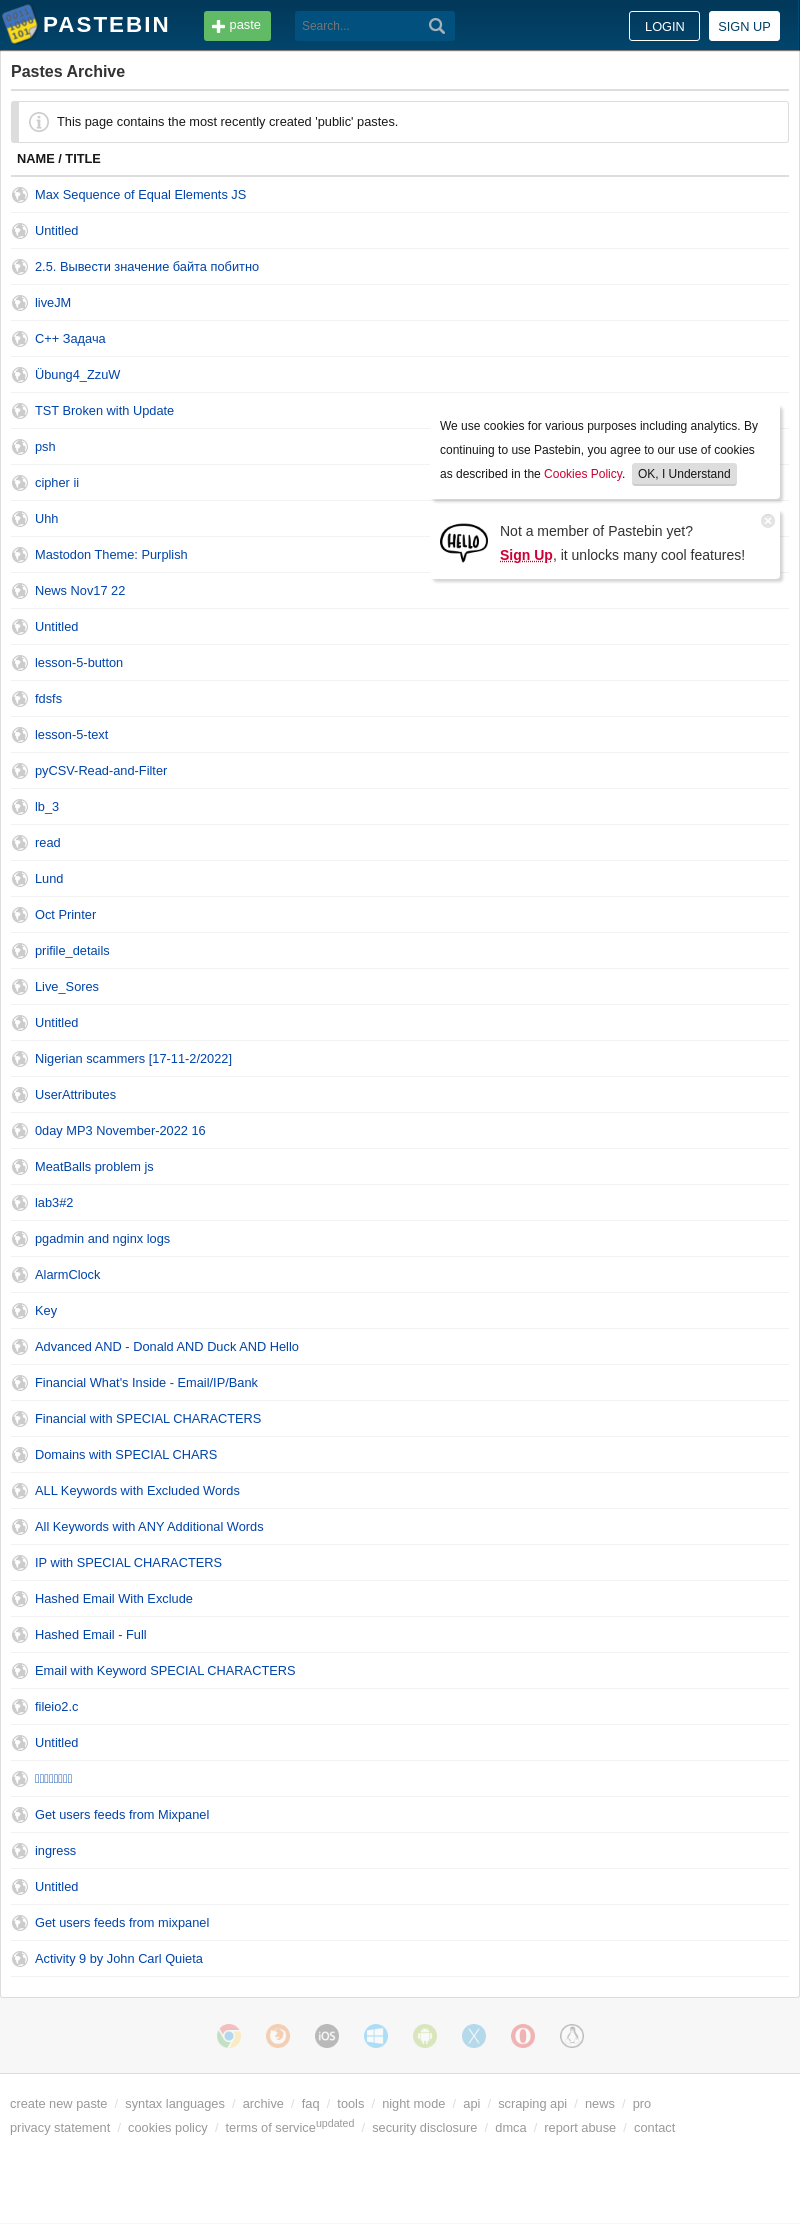 PASTEBIN paste Search... LOGIN SIGN UP
Pastes Archive
This page contains the most recently created 'public' pastes.
NAME / TITLE
Max Sequence of Equal Elements JS
Untitled
2.5. Вывести значение байта побитно
liveJM
C++ Задача
Übung4_ZzuW
TST Broken with Update
psh
cipher ii
Uhh
Mastodon Theme: Purplish
We use cookies for various purposes including analytics. By
continuing to use Pastebin, you agree to our use of cookies
as described in the Cookies Policy. OK, I Understand
HELLO
Not a member of Pastebin yet?
Sign Up, it unlocks many cool features!
News Nov17 22
Untitled
lesson-5-button
fdsfs
lesson-5-text
pyCSV-Read-and-Filter
lb_3
read
Lund
Oct Printer
prifile_details
Live_Sores
Untitled
Nigerian scammers [17-11-2/2022]
UserAttributes
0day MP3 November-2022 16
MeatBalls problem js
lab3#2
pgadmin and nginx logs
AlarmClock
Key
Advanced AND - Donald AND Duck AND Hello
Financial What's Inside - Email/IP/Bank
Financial with SPECIAL CHARACTERS
Domains with SPECIAL CHARS
ALL Keywords with Excluded Words
All Keywords with ANY Additional Words
IP with SPECIAL CHARACTERS
Hashed Email With Exclude
Hashed Email - Full
Email with Keyword SPECIAL CHARACTERS
fileio2.c
Untitled
Get users feeds from Mixpanel
ingress
Untitled
Get users feeds from mixpanel
Activity 9 by John Carl Quieta
iOS
create new paste / syntax languages / archive / faq / tools / night mode / api / scraping api / news / pro
privacy statement / cookies policy / terms of service updated / security disclosure / dmca / report abuse / contact